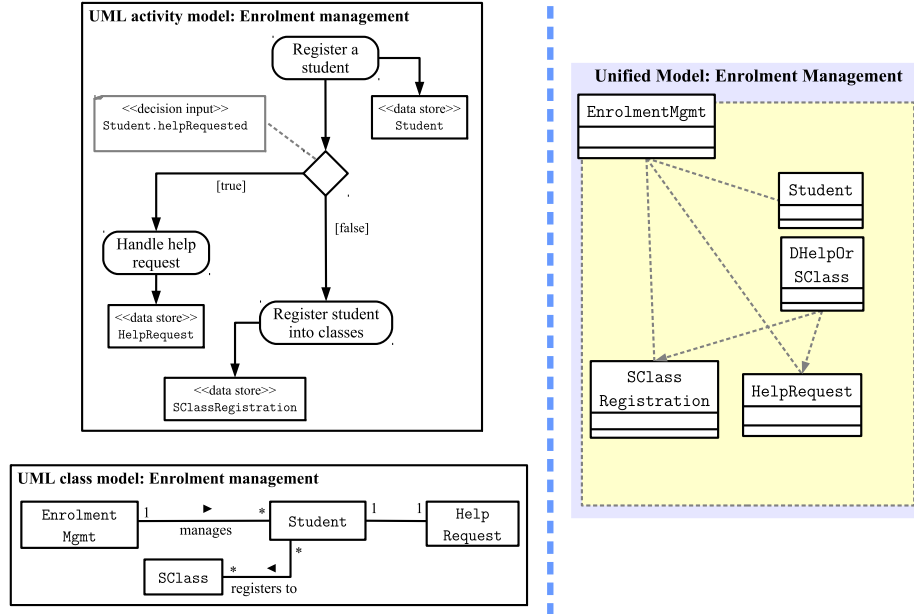 UML activity model: Enrolment management
Register a
student
<<decision input>>
Student.helpRequested
<<data store>>
Student
[true]
[false]
Handle help
request
<<data store>>
HelpRequest
Register student
into classes
<<data store>>
SClassRegistration
UML class model: Enrolment management
Enrolment
Mgmt
1
manages
*
Student
1
1
Help
Request
*
SClass
*
registers to
Unified Model: Enrolment Management
EnrolmentMgmt
Student
DHelpOr
SClass
SClass
Registration
HelpRequest